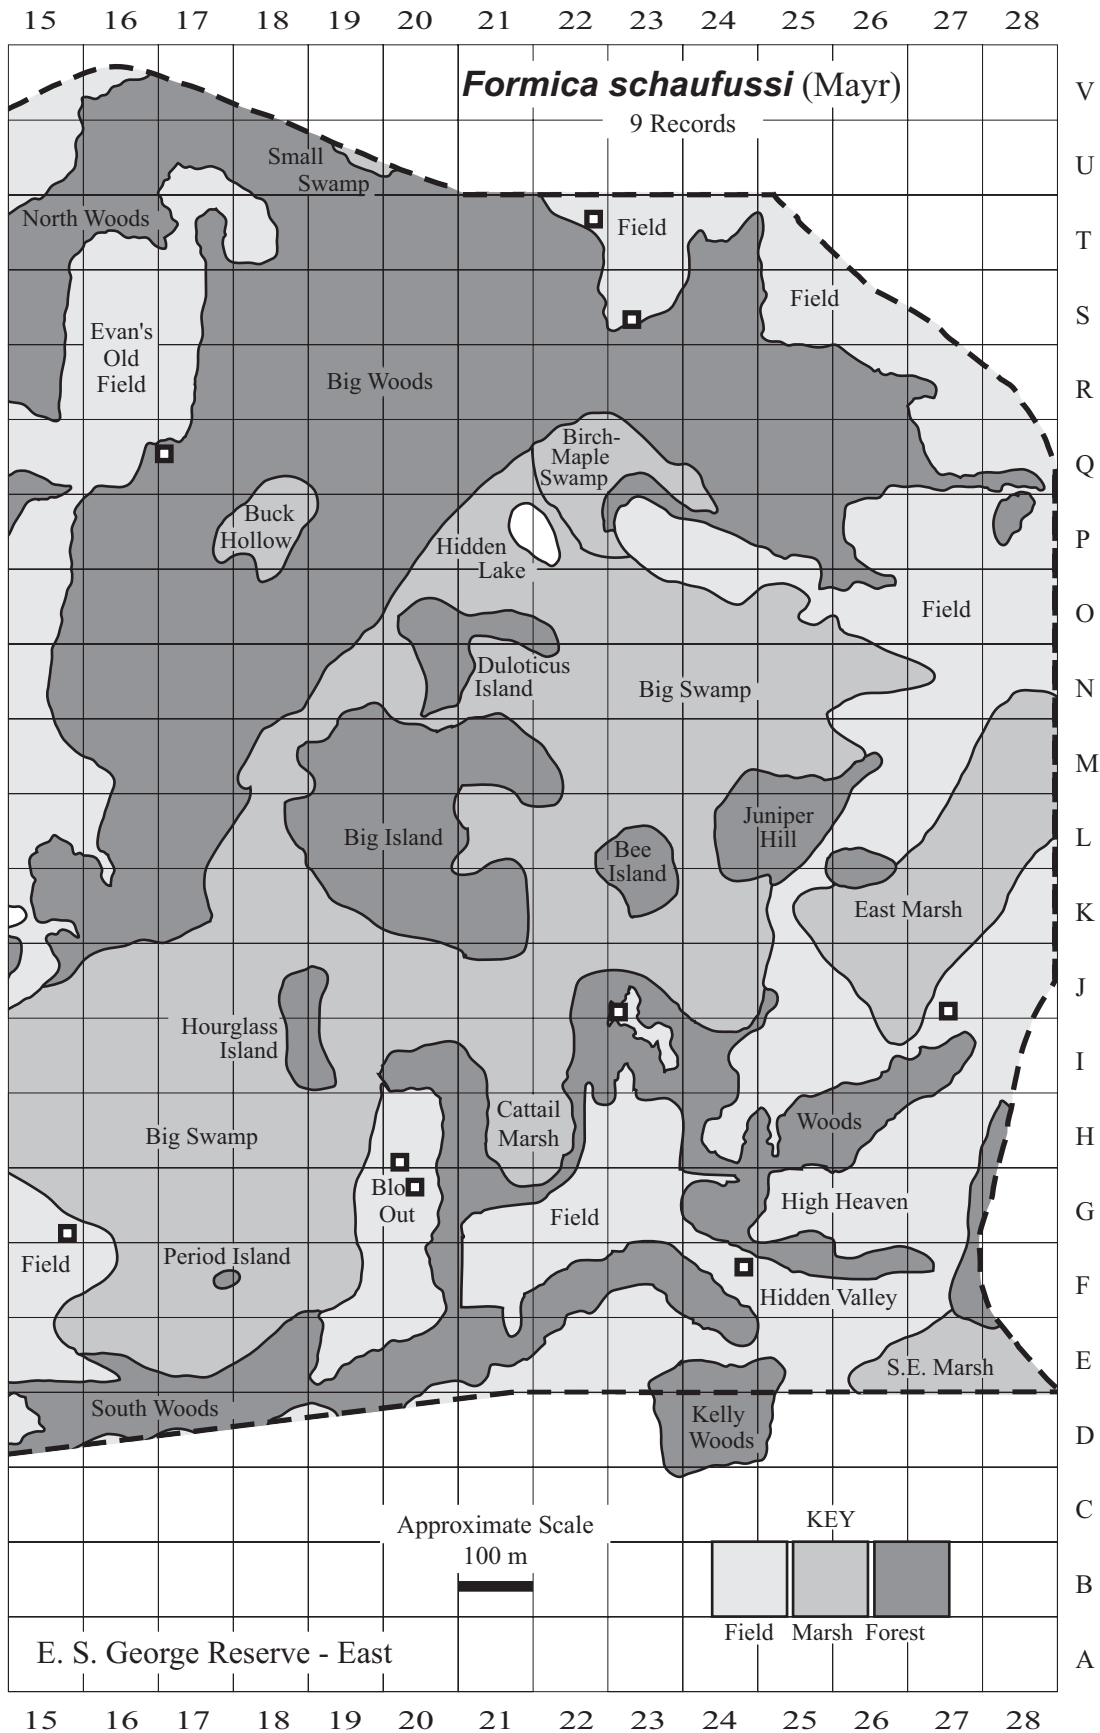 15 16 17 18 19 20 21 22 23 24 25 26 27 28
Formica schaufussi (Mayr)
9 Records
V
U
T
S
R
Q
P
O
N
M
L
K
J
I
H
G
F
E
D
C
B
A
Small
Swamp
North Woods
Field
Field
Evan's
Old
Field
Big Woods
Birch-
Maple
Swamp
Buck
Hollow
Hidden
Lake
Field
Duloticus
Island
Big Swamp
Juniper
Hill
Big Island
Bee
Island
East Marsh
Hourglass
Island
Cattail
Marsh
Woods
Big Swamp
Blo
Out
High Heaven
Field
Period Island
Field
Hidden Valley
S.E. Marsh
South Woods
Kelly
Woods
Approximate Scale
100 m
KEY
Field Marsh Forest
E. S. George Reserve - East
15 16 17 18 19 20 21 22 23 24 25 26 27 28